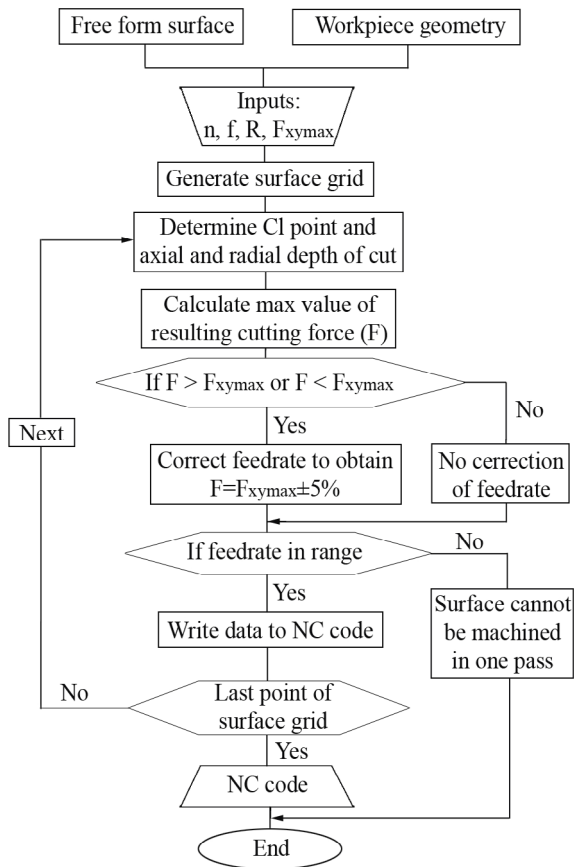 Free form surface
Workpiece geometry
Inputs:
n, f, R, Fxymax
Generate surface grid
Determine Cl point and
axial and radial depth of cut
Calculate max value of
resulting cutting force (F)
If F > Fxymax or F < Fxymax
No
Yes
Next
Correct feedrate to obtain
F=Fxymax±5%
No cerrection
of feedrate
If feedrate in range
No
Yes
Write data to NC code
Surface cannot
be machined
in one pass
No
Last point of
surface grid
Yes
NC code
End